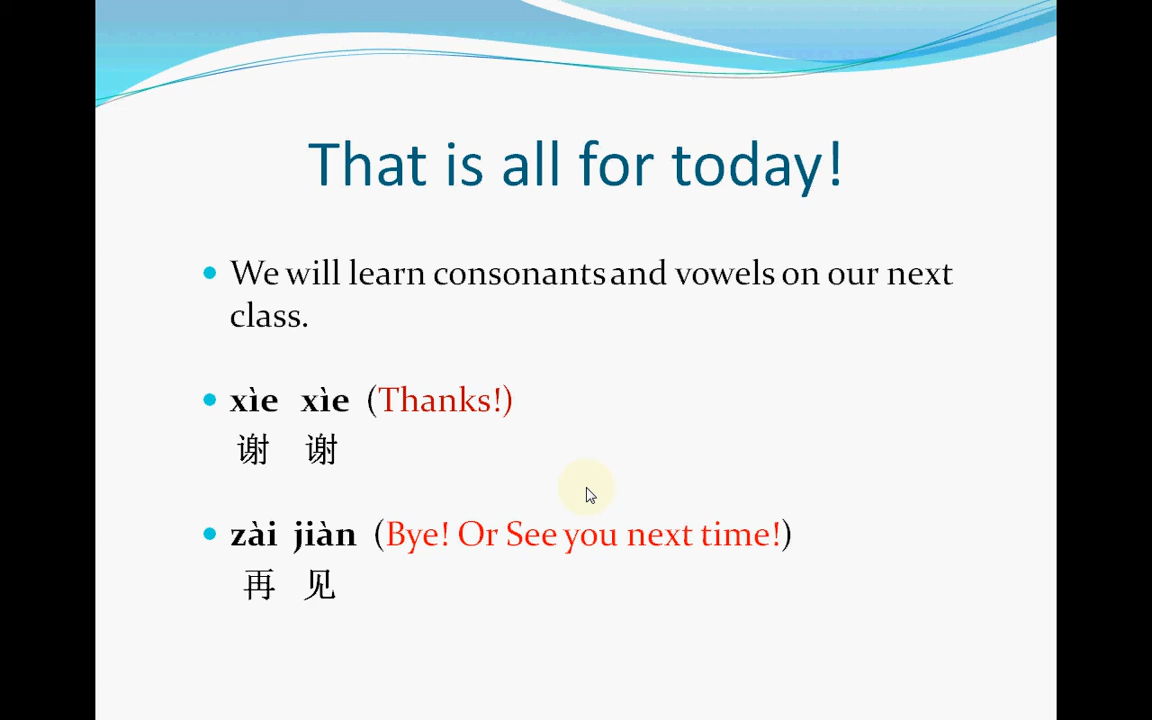 That is all for today!
We will learn consonants and vowels on our next
class.
xìe xìe (Thanks!)
谢 谢
zài jiàn (Bye! Or See you next time!)
再 见